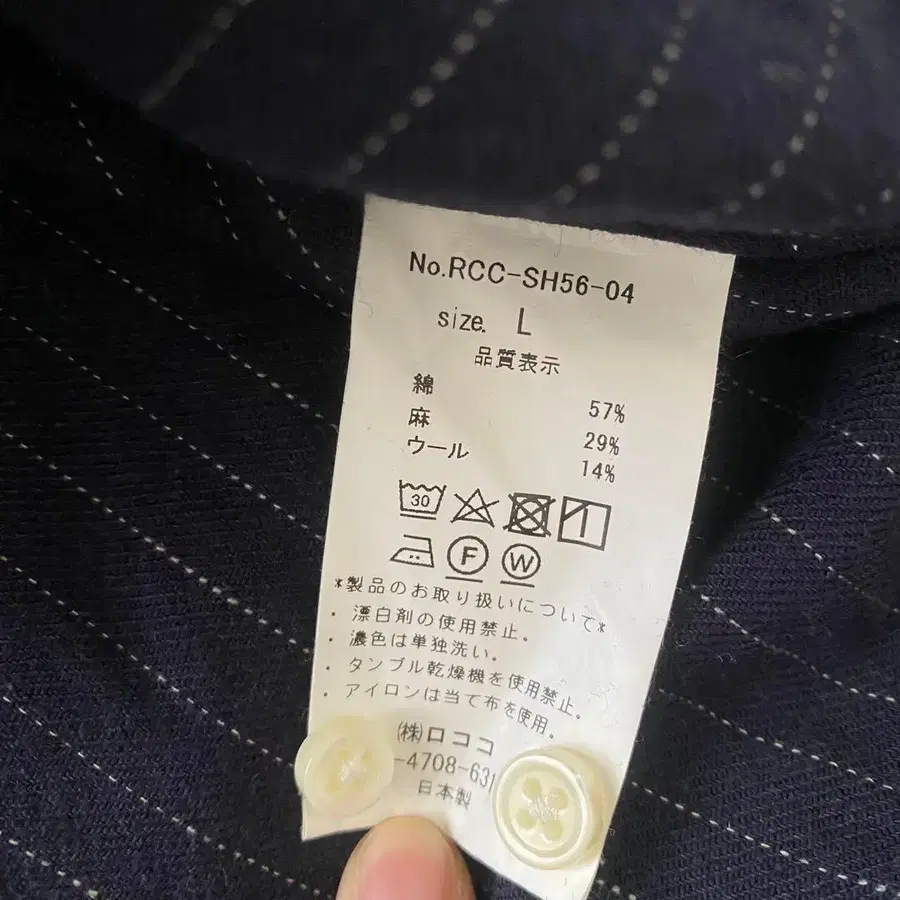 No.RCC-SH56-04
size. L
品質表示
綿 57%
麻 29%
ウール 14%
30
F W
*製品のお取り扱いについて*
・漂白剤の使用禁止。
・濃色は単独洗い。
・タンブル乾燥機を使用禁止。
・アイロンは当て布を使用。
㈱ロココ
-4708-631
日本製